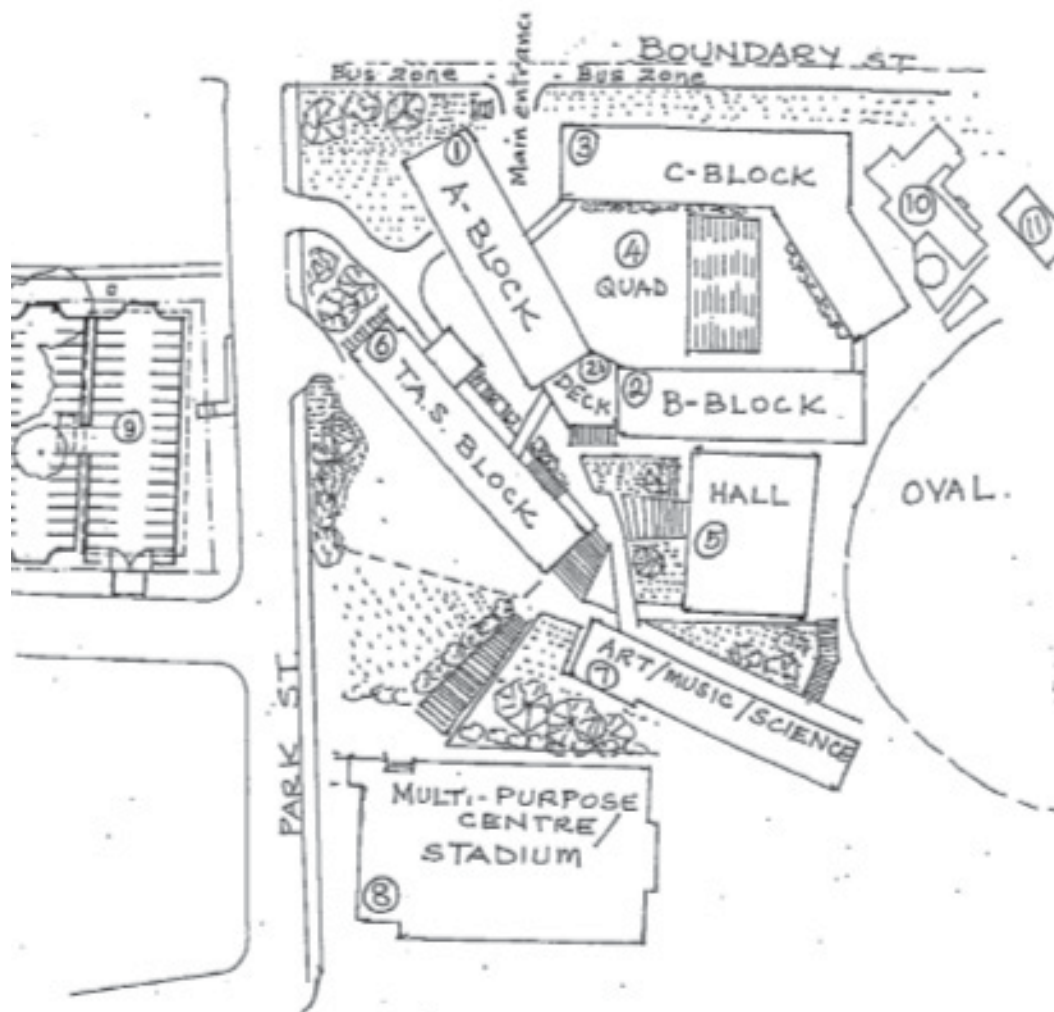 BOUNDARY ST
Bus Zone
Bus Zone
Main entrance
1
A-BLOCK
3
C-BLOCK
10
11
4
QUAD
6
T.A.S. BLOCK
DECK
2
B-BLOCK
9
HALL
5
OVAL.
7
ART/MUSIC/SCIENCE
PARK ST.
MULTI-PURPOSE
CENTRE/
STADIUM
8